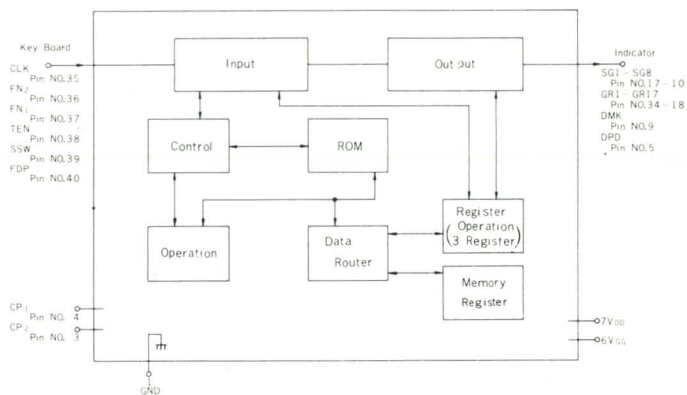 Key Board
CLK
Pin NO.35
FN2
Pin NO.36
FN1
Pin NO.37
TEN
Pin NO.38
SSW
Pin NO.39
FDP
Pin NO.40
CP1
Pin NO. 4
CP2
Pin NO. 3
Input
Output
Control
ROM
Operation
Data
Router
Register
Operation
(3 Register)
Memory
Register
Indicator
SG1-SG8
Pin NO.17-10
GR1-GR17
Pin NO.34-18
DMK
Pin NO.9
DPD
Pin NO.5
7VDD
6VGG
1
GND